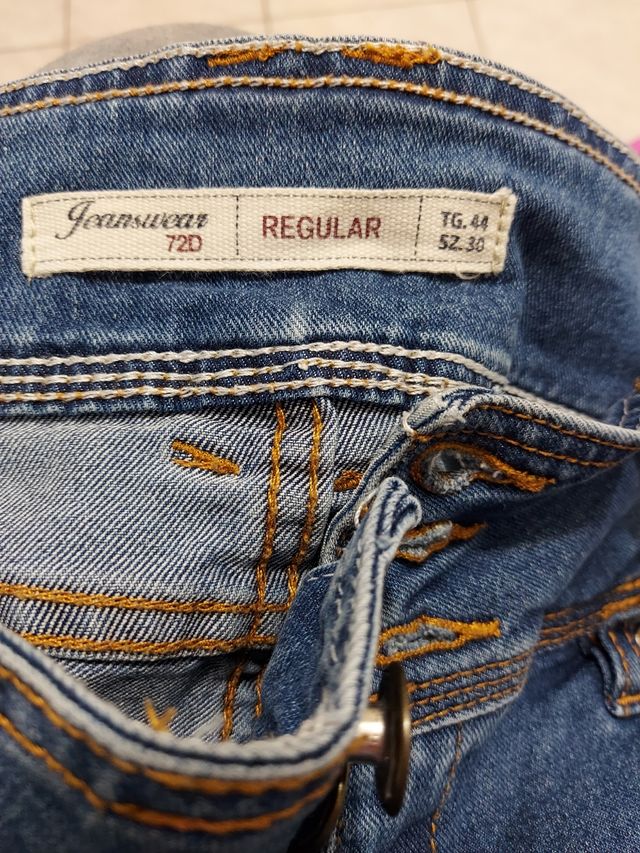 Jeanswear
72D
REGULAR
TG. 44
SZ. 30